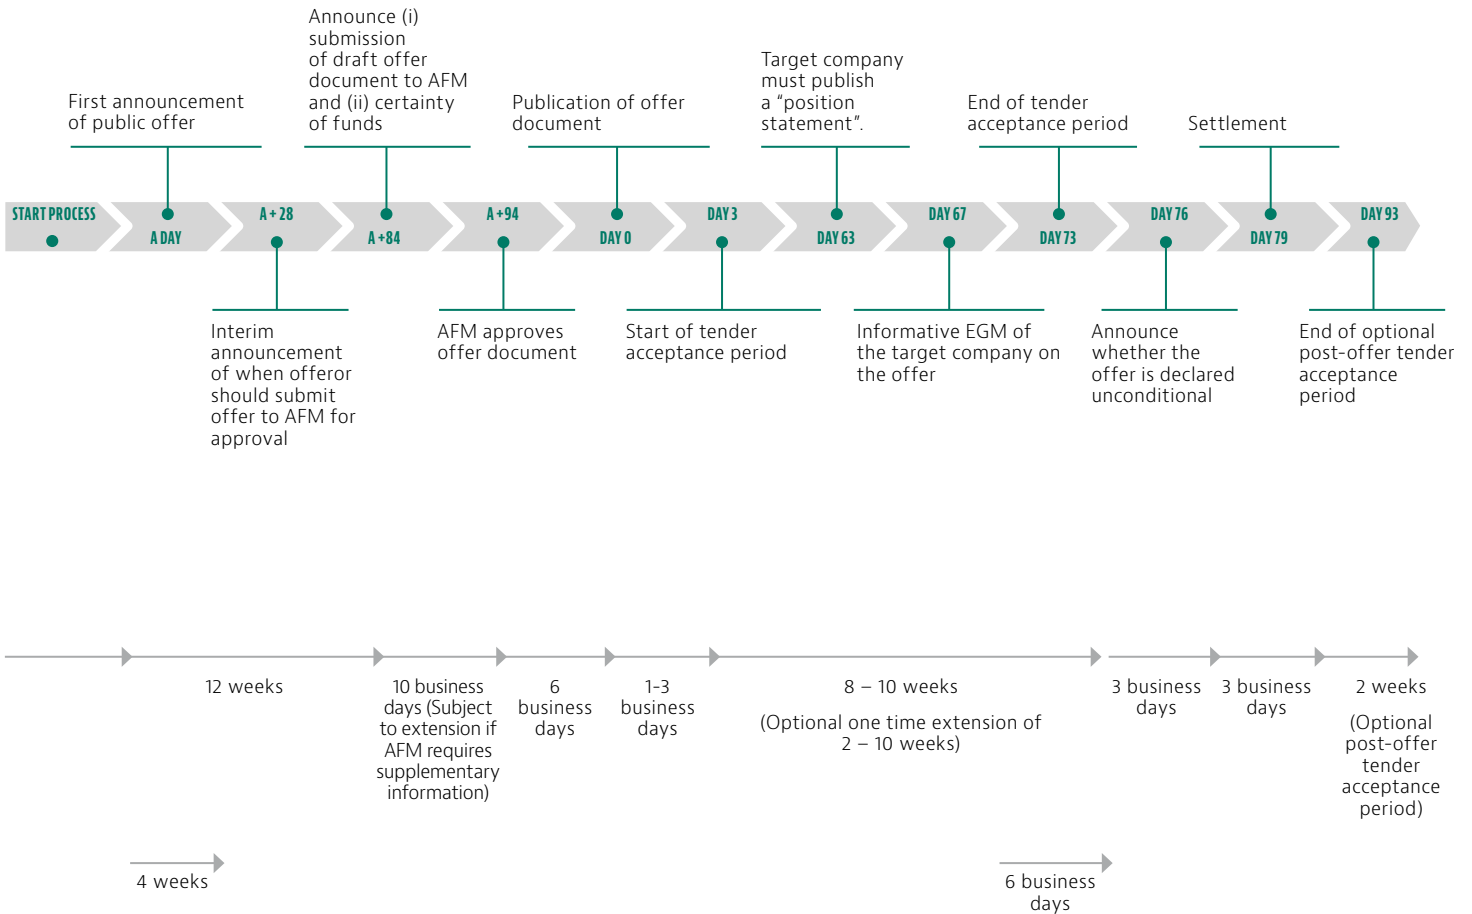 Announce (i)
submission
of draft offer
document to AFM
and (ii) certainty
of funds
First announcement
of public offer
Publication of offer
document
Target company
must publish
a "position
statement".
End of tender
acceptance period
Settlement
START PROCESS
A DAY
A + 28
A +84
A +94
DAY 0
DAY 3
DAY 63
DAY 67
DAY 73
DAY 76
DAY 79
DAY 93
Interim
announcement
of when offeror
should submit
offer to AFM for
approval
AFM approves
offer document
Start of tender
acceptance period
Informative EGM of
the target company on
the offer
Announce
whether the
offer is declared
unconditional
End of optional
post-offer tender
acceptance
period
12 weeks
10 business
days (Subject
to extension if
AFM requires
supplementary
information)
6
business
days
1-3
business
days
8 – 10 weeks
(Optional one time extension of
2 – 10 weeks)
3 business
days
3 business
days
2 weeks
(Optional
post-offer
tender
acceptance
period)
4 weeks
6 business
days